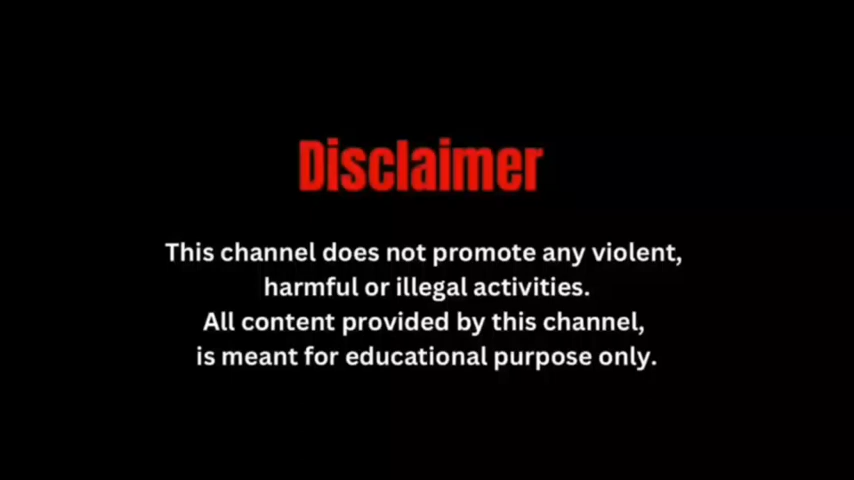 Disclaimer
This channel does not promote any violent,
harmful or illegal activities.
All content provided by this channel,
is meant for educational purpose only.